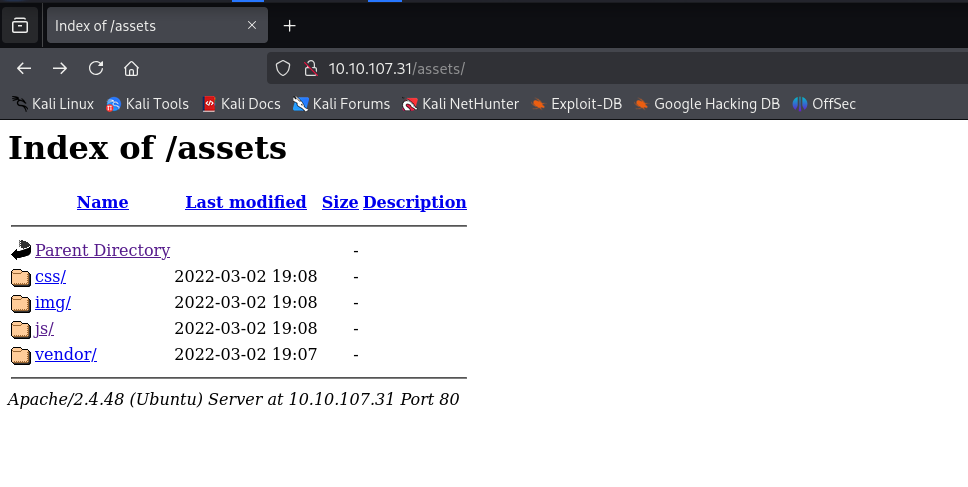 Index of /assets
10.10.107.31/assets/
Kali Linux Kali Tools Kali Docs Kali Forums Kali NetHunter Exploit-DB Google Hacking DB OffSec
Index of /assets
Name Last modified Size Description
Parent Directory -
css/ 2022-03-02 19:08 -
img/ 2022-03-02 19:08 -
js/ 2022-03-02 19:08 -
vendor/ 2022-03-02 19:07 -
Apache/2.4.48 (Ubuntu) Server at 10.10.107.31 Port 80